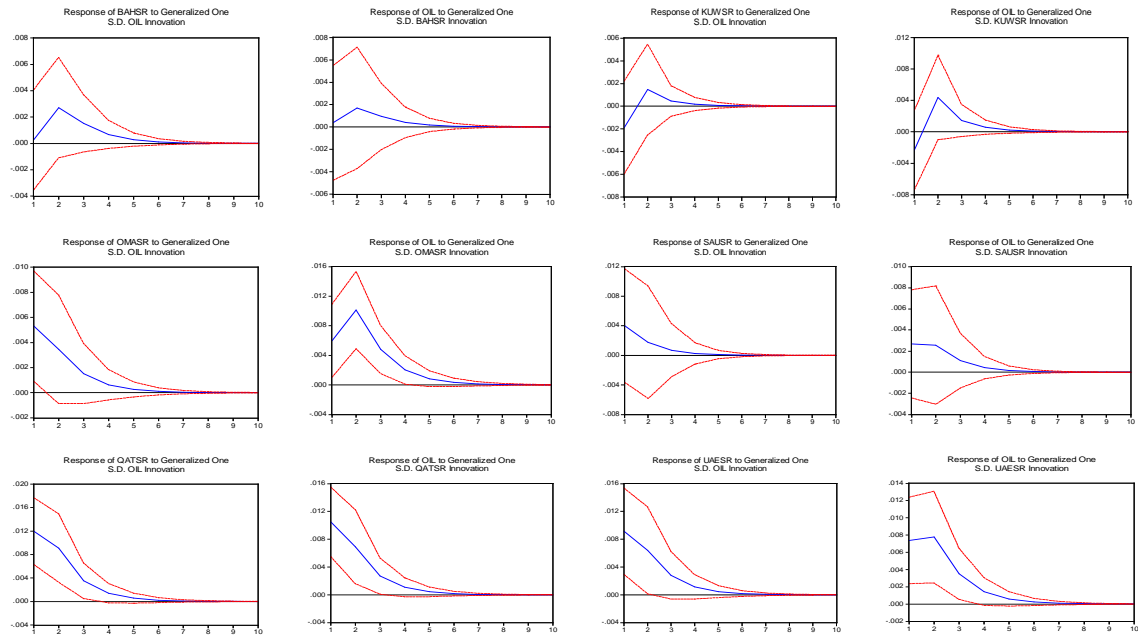 Response of BAHSR to Generalized One
S.D. OIL Innovation
.008
.006
.004
.002
.000
-.002
-.004
1 2 3 4 5 6 7 8 9 10
Response of OIL to Generalized One
S.D. BAHSR Innovation
.008
.006
.004
.002
.000
-.002
-.004
-.006
1 2 3 4 5 6 7 8 9 10
Response of KUWSR to Generalized One
S.D. OIL Innovation
.006
.004
.002
.000
-.002
-.004
-.006
-.008
1 2 3 4 5 6 7 8 9 10
Response of OIL to Generalized One
S.D. KUWSR Innovation
.012
.008
.004
.000
-.004
-.008
1 2 3 4 5 6 7 8 9 10
Response of OMASR to Generalized One
S.D. OIL Innovation
.010
.008
.006
.004
.002
.000
-.002
1 2 3 4 5 6 7 8 9 10
Response of OIL to Generalized One
S.D. OMASR Innovation
.016
.012
.008
.004
.000
-.004
1 2 3 4 5 6 7 8 9 10
Response of SAUSR to Generalized One
S.D. OIL Innovation
.012
.008
.004
.000
-.004
-.008
1 2 3 4 5 6 7 8 9 10
Response of OIL to Generalized One
S.D. SAUSR Innovation
.010
.008
.006
.004
.002
.000
-.002
-.004
1 2 3 4 5 6 7 8 9 10
Response of QATSR to Generalized One
S.D. OIL Innovation
.020
.016
.012
.008
.004
.000
-.004
1 2 3 4 5 6 7 8 9 10
Response of OIL to Generalized One
S.D. QATSR Innovation
.016
.012
.008
.004
.000
-.004
1 2 3 4 5 6 7 8 9 10
Response of UAESR to Generalized One
S.D. OIL Innovation
.016
.012
.008
.004
.000
-.004
1 2 3 4 5 6 7 8 9 10
Response of OIL to Generalized One
S.D. UAESR Innovation
.014
.012
.010
.008
.006
.004
.002
.000
-.002
1 2 3 4 5 6 7 8 9 10